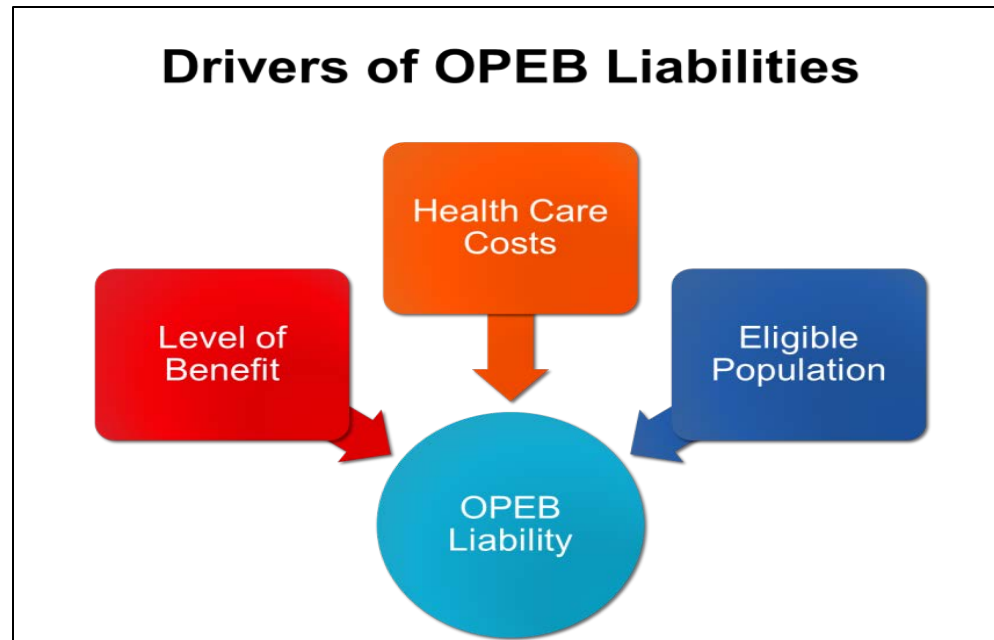 Drivers of OPEB Liabilities
Health Care
Costs
Level of
Benefit
Eligible
Population
OPEB
Liability